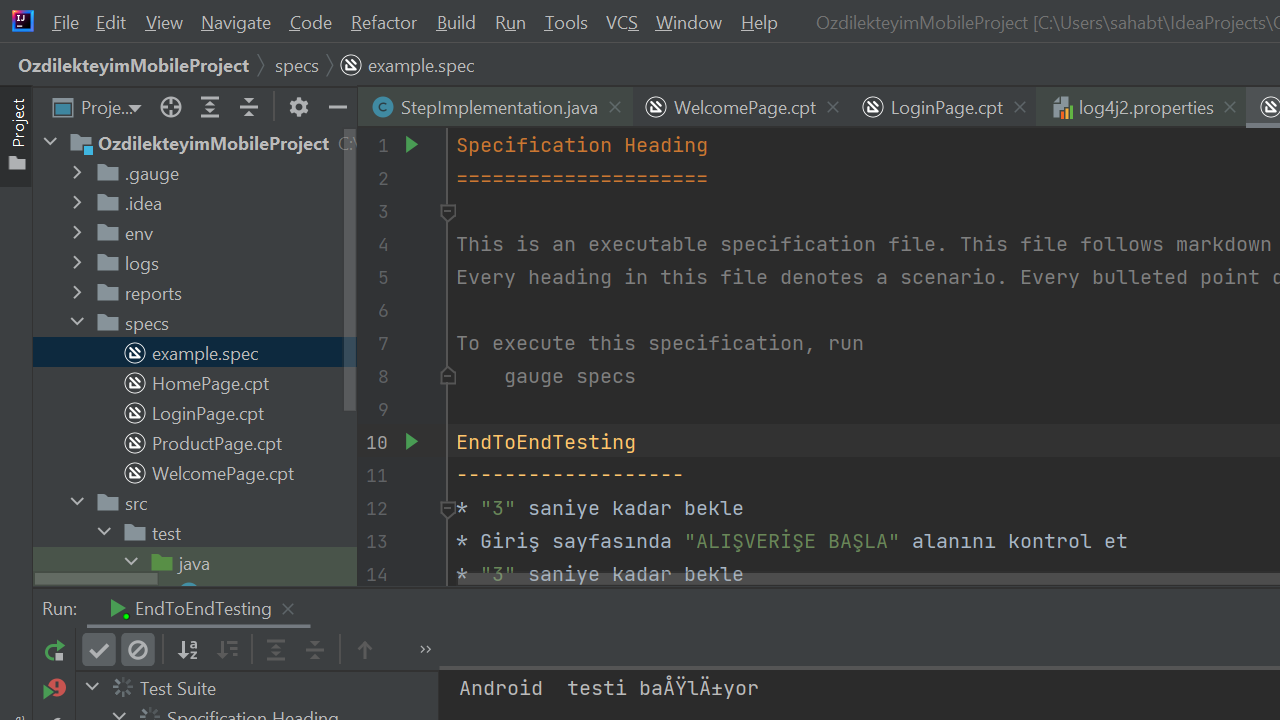 File Edit View Navigate Code Refactor Build Run Tools VCS Window Help OzdilekteyimMobileProject [C:\Users\sahabt\IdeaProjects\
OzdilekteyimMobileProject specs example.spec
Project
Proje...
StepImplementation.java WelcomePage.cpt LoginPage.cpt log4j2.properties
OzdilekteyimMobileProject C:\
.gauge
.idea
env
logs
reports
specs
example.spec
HomePage.cpt
LoginPage.cpt
ProductPage.cpt
WelcomePage.cpt
src
test
java
1 Specification Heading
2 =====================
3
4 This is an executable specification file. This file follows markdown
5 Every heading in this file denotes a scenario. Every bulleted point
6
7 To execute this specification, run
8 gauge specs
9
10 EndToEndTesting
11 -------------------
12 * "3" saniye kadar bekle
13 * Giriş sayfasında "ALIŞVERİŞE BAŞLA" alanını kontrol et
14 * "3" saniye kadar bekle
Run: EndToEndTesting
Test Suite
Specification Heading
Android testi baÅŸlÄ±yor